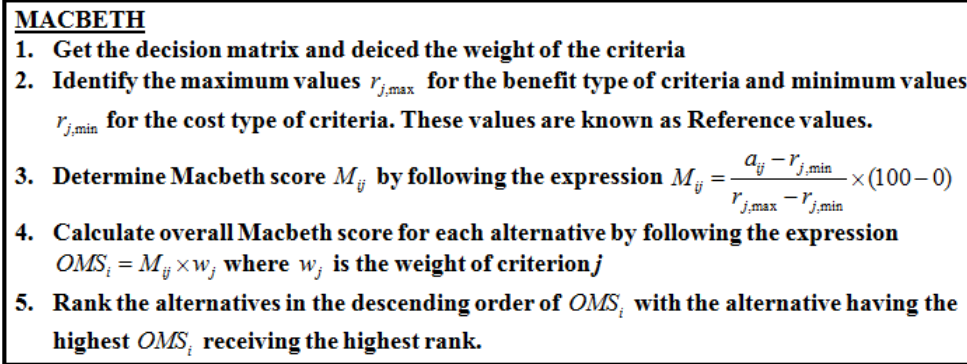 MACBETH
1. Get the decision matrix and deiced the weight of the criteria
2. Identify the maximum values r_{j,max} for the benefit type of criteria and minimum values
r_{j,min} for the cost type of criteria. These values are known as Reference values.
3. Determine Macbeth score M_{ij} by following the expression M_{ij} = \frac{a_{ij} - r_{j,min}}{r_{j,max} - r_{j,min}} × (100 − 0)
4. Calculate overall Macbeth score for each alternative by following the expression
OMS_i = M_{ij} × w_j where w_j is the weight of criterion j
5. Rank the alternatives in the descending order of OMS_i with the alternative having the
highest OMS_i receiving the highest rank.